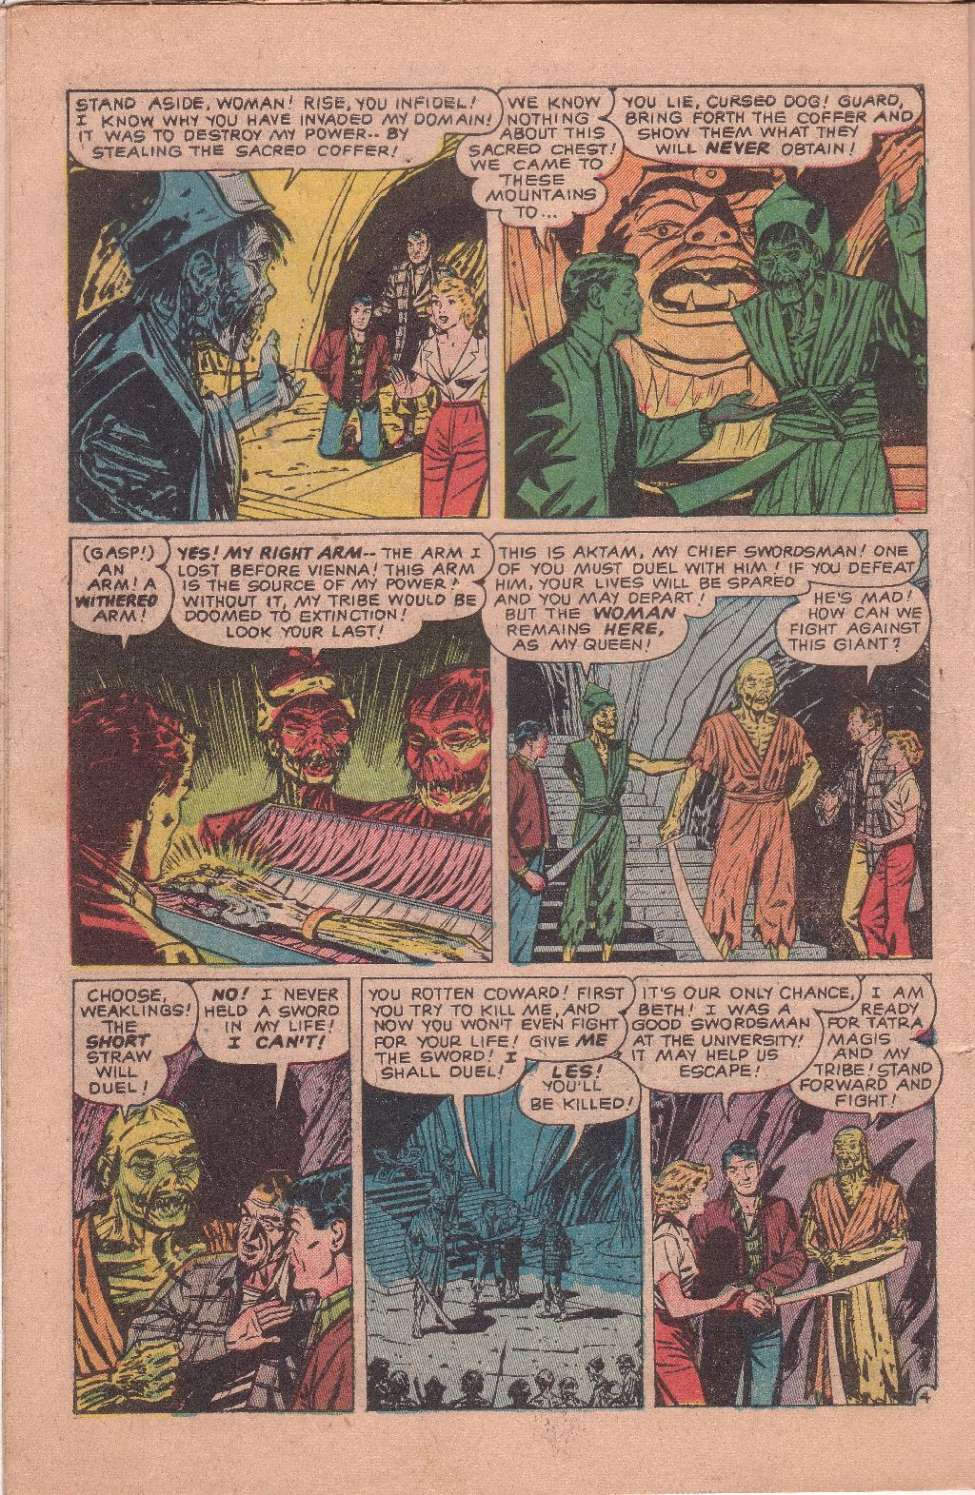 STAND ASIDE, WOMAN! RISE, YOU INFIDEL!
I KNOW WHY YOU HAVE INVADED MY DOMAIN!
IT WAS TO DESTROY MY POWER-- BY
STEALING THE SACRED COFFER!
WE KNOW
NOTHING
ABOUT THIS
SACRED CHEST!
WE CAME TO
THESE
MOUNTAINS
TO...
YOU LIE, CURSED DOG! GUARD,
BRING FORTH THE COFFER AND
SHOW THEM WHAT THEY
WILL NEVER OBTAIN!
(GASP!)
AN
ARM! A
WITHERED
ARM!
YES! MY RIGHT ARM-- THE ARM I
LOST BEFORE VIENNA! THIS ARM
IS THE SOURCE OF MY POWER!
WITHOUT IT, MY TRIBE WOULD BE
DOOMED TO EXTINCTION!
LOOK YOUR LAST!
THIS IS AKTAM, MY CHIEF SWORDSMAN! ONE
OF YOU MUST DUEL WITH HIM! IF YOU DEFEAT
HIM, YOUR LIVES WILL BE SPARED
AND YOU MAY DEPART!
BUT THE WOMAN
REMAINS HERE,
AS MY QUEEN!
HE'S MAD!
HOW CAN WE
FIGHT AGAINST
THIS GIANT?
CHOOSE,
WEAKLINGS!
THE
SHORT
STRAW
WILL
DUEL!
NO! I NEVER
HELD A SWORD
IN MY LIFE!
I CAN'T!
YOU ROTTEN COWARD! FIRST
YOU TRY TO KILL ME, AND
NOW YOU WON'T EVEN FIGHT
FOR YOUR LIFE! GIVE ME
THE SWORD! I
SHALL DUEL!
LES!
YOU'LL
BE KILLED!
IT'S OUR ONLY CHANCE,
BETH! I WAS A
GOOD SWORDSMAN
AT THE UNIVERSITY!
IT MAY HELP US
ESCAPE!
I AM
READY
FOR TATRA
MAGIS
AND MY
TRIBE! STAND
FORWARD AND
FIGHT!
4